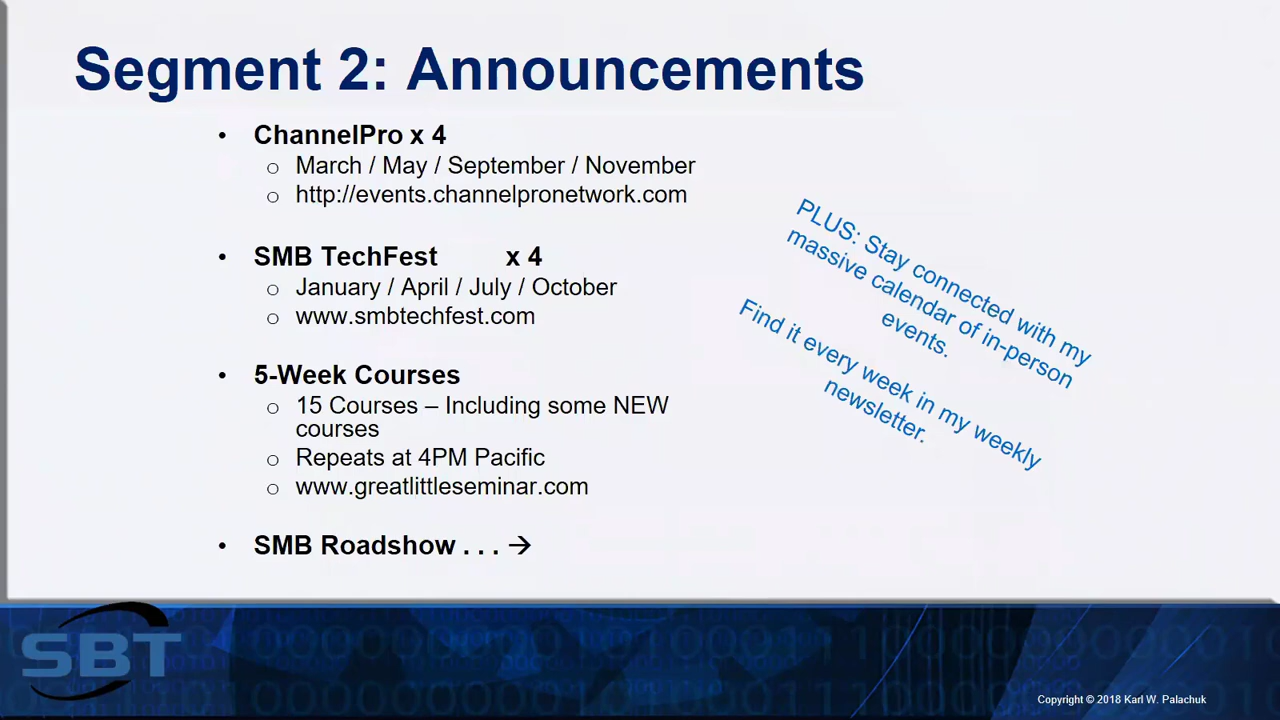 Segment 2: Announcements
• ChannelPro x 4
o March / May / September / November
o http://events.channelpronetwork.com
• SMB TechFest x 4
o January / April / July / October
o www.smbtechfest.com
• 5-Week Courses
o 15 Courses – Including some NEW
courses
o Repeats at 4PM Pacific
o www.greatlittleseminar.com
• SMB Roadshow . . . →
PLUS: Stay connected with my
massive calendar of in-person
events.
Find it every week in my weekly
newsletter.
SBT
Copyright © 2018 Karl W. Palachuk